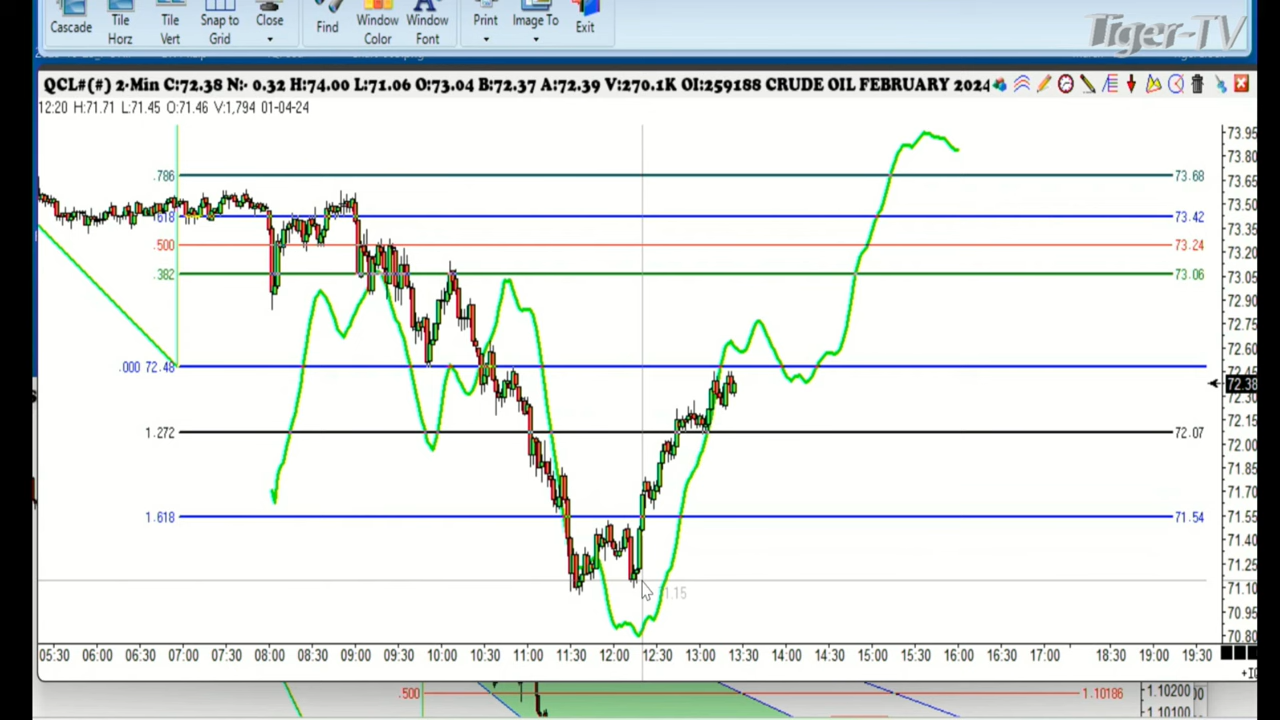 Cascade
Tile Horz
Tile Vert
Snap to Grid
Close
Find
Window Color
Window Font
Print
Image To
Exit
Tiger-TV
QCL#(#) 2-Min C:72.38 N:- 0.32 H:74.00 L:71.06 O:73.04 B:72.37 A:72.39 V:270.1K OI:259188 CRUDE OIL FEBRUARY 2024
12:20 H:71.71 L:71.45 O:71.46 V:1,794 01-04-24
73.95
73.80
.786 73.68
73.65
73.50
.618 73.42
73.35
.500 73.24
73.20
.382 73.06
73.05
72.90
72.75
72.60
.000 72.48
72.45
72.38
72.15
1.272 72.07
72.00
71.85
71.70
1.618 71.54
71.55
71.40
71.25
71.15
71.10
70.95
70.80
05:30 06:00 06:30 07:00 07:30 08:00 08:30 09:00 09:30 10:00 10:30 11:00 11:30 12:00 12:30 13:00 13:30 14:00 14:30 15:00 15:30 16:00 17:00 18:30 19:00 19:30
.500 1.10186 1.10200
1.10100